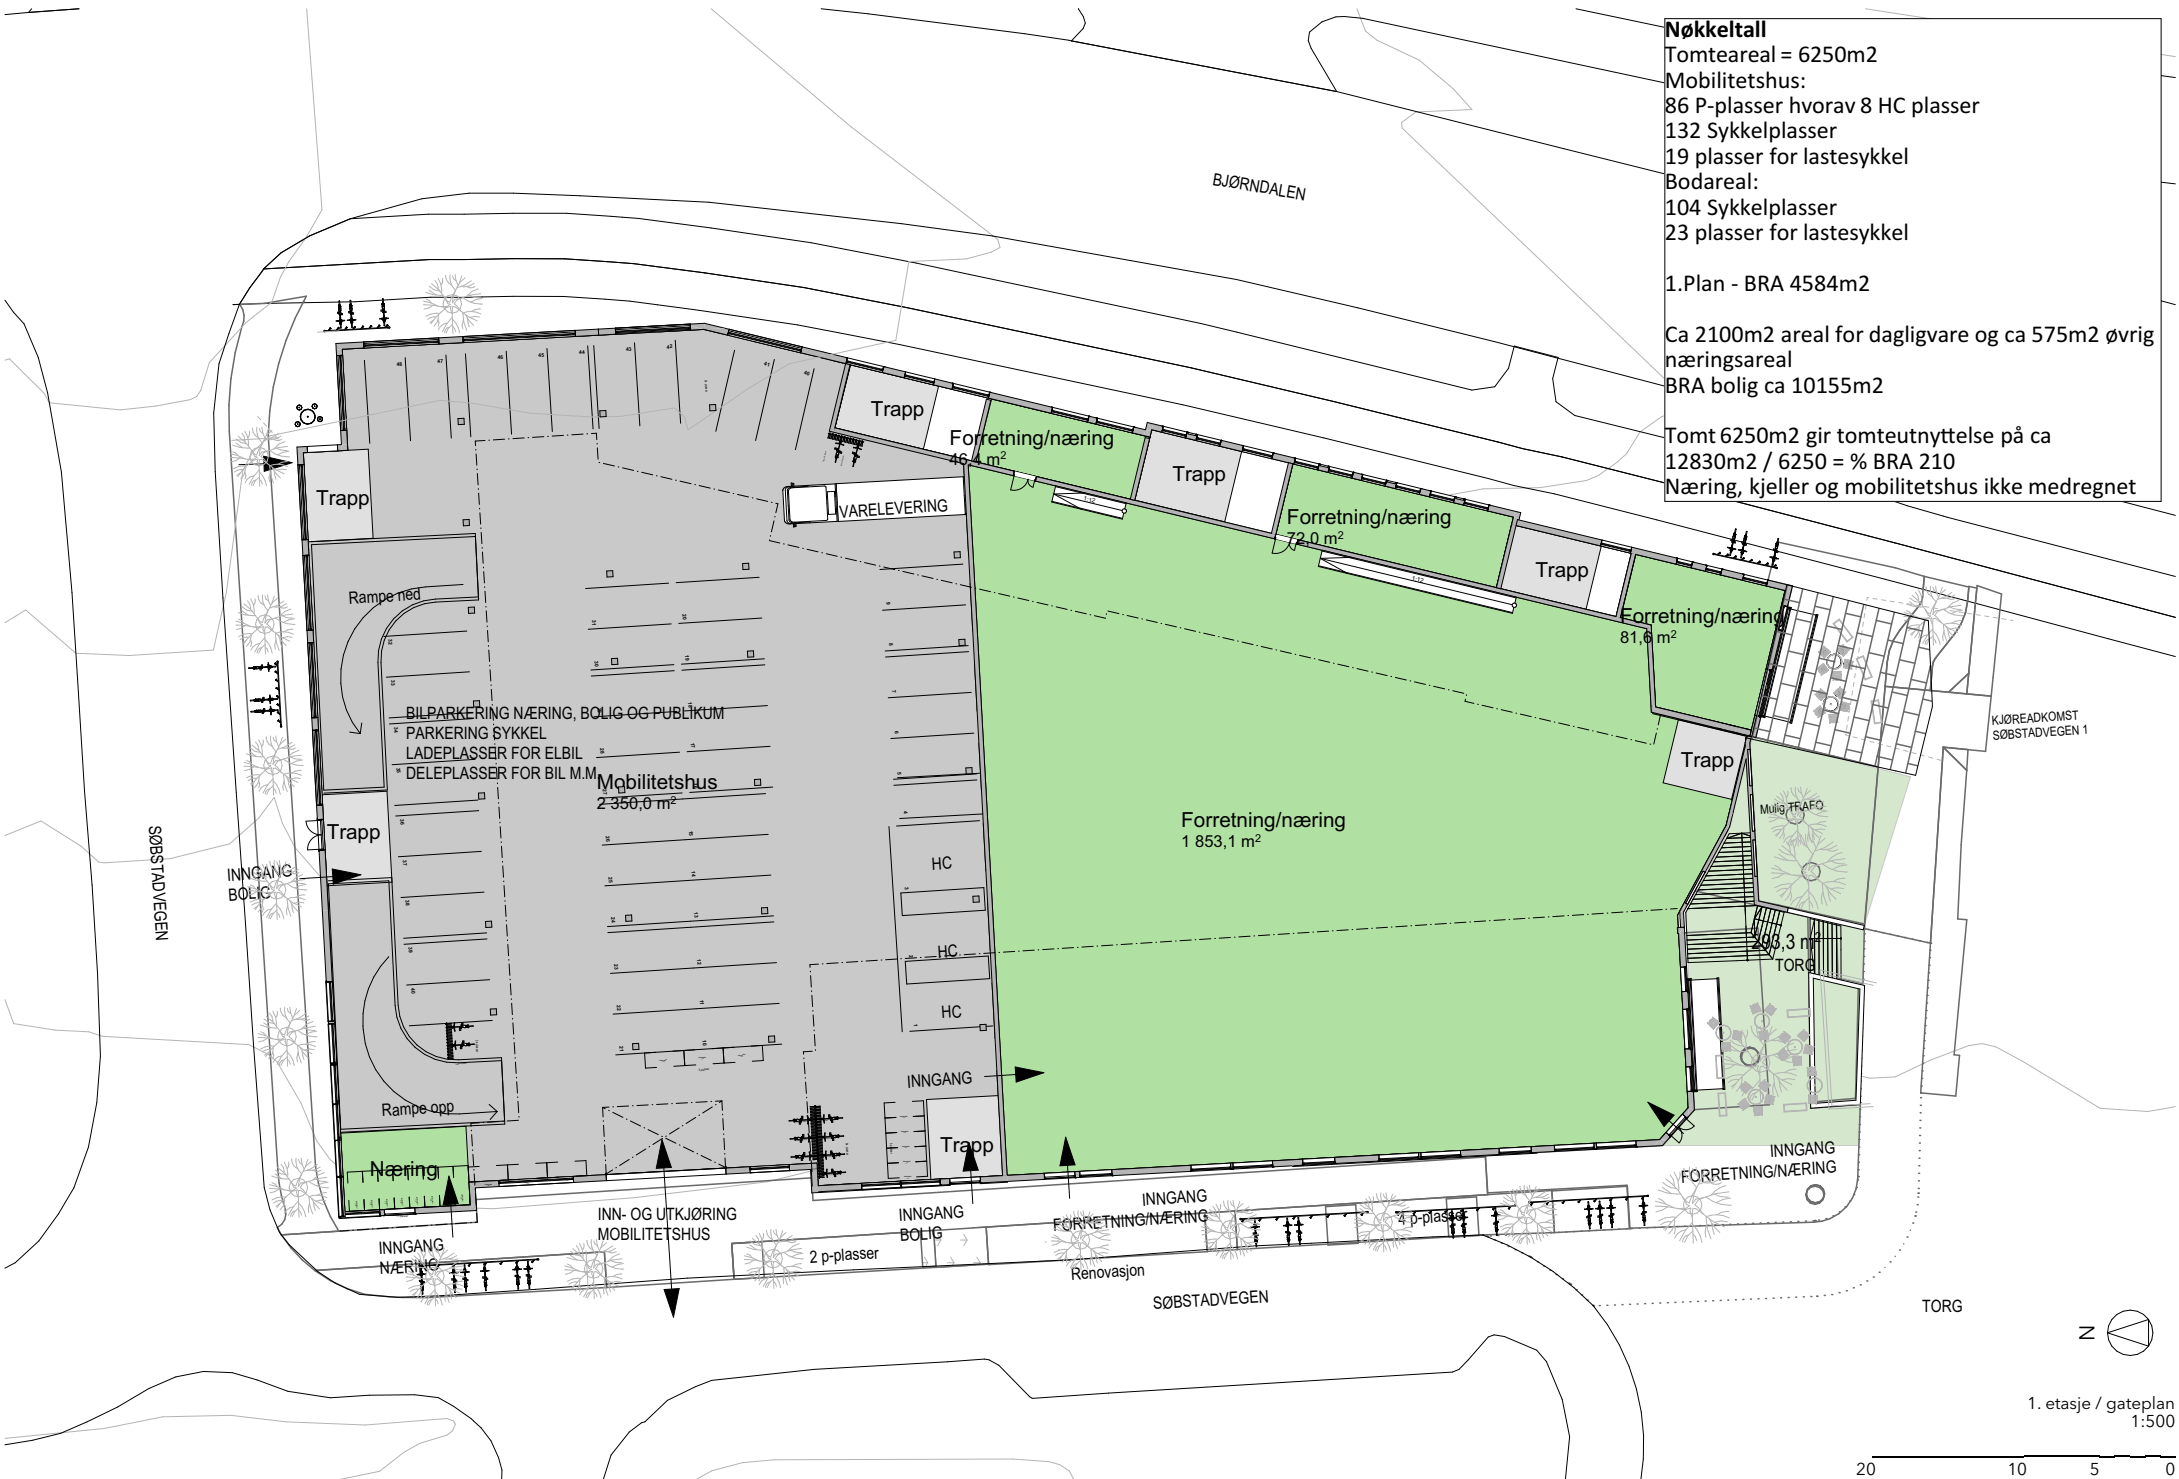 Nøkkeltall
Tomteareal = 6250m2
Mobilitetshus:
86 P-plasser hvorav 8 HC plasser
132 Sykkelplasser
19 plasser for lastesykkel
Bodareal:
104 Sykkelplasser
23 plasser for lastesykkel
1.Plan - BRA 4584m2
Ca 2100m2 areal for dagligvare og ca 575m2 øvrig
næringsareal
BRA bolig ca 10155m2
Tomt 6250m2 gir tomteutnyttelse på ca
12830m2 / 6250 = % BRA 210
Næring, kjeller og mobilitetshus ikke medregnet
BJØRNDALEN
Trapp
Forretning/næring
46,4 m²
Trapp
Forretning/næring
72,0 m²
Trapp
Forretning/næring
81,6 m²
Trapp
VARELEVERING
1:12
1:12
Rampe ned
BILPARKERING NÆRING, BOLIG OG PUBLIKUM
PARKERING SYKKEL
LADEPLASSER FOR ELBIL
DELEPLASSER FOR BIL M.M.
Mobilitetshus
2 350,0 m²
KJØREADKOMST
SØBSTADVEGEN 1
Trapp
Mulig TRAFO
Forretning/næring
1 853,1 m²
Trapp
INNGANG
BOLIG
SØBSTADVEGEN
HC
HC
HC
293,3 m²
TORG
INNGANG
Rampe opp
Trapp
Næring
INNGANG
NÆRING
INN- OG UTKJØRING
MOBILITETSHUS
INNGANG
BOLIG
INNGANG
FORRETNING/NÆRING
INNGANG
FORRETNING/NÆRING
2 p-plasser
4 p-plasser
Renovasjon
SØBSTADVEGEN
TORG
N
1. etasje / gateplan
1:500
20 10 5 0